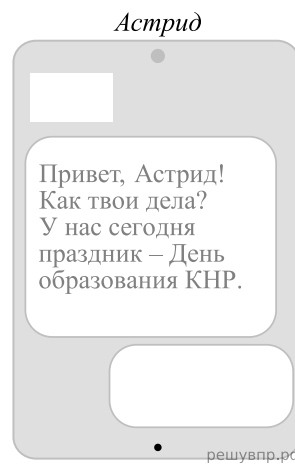 Астрид
Привет, Астрид!
Как твои дела?
У нас сегодня
праздник – День
образования КНР.
решувпр.рф